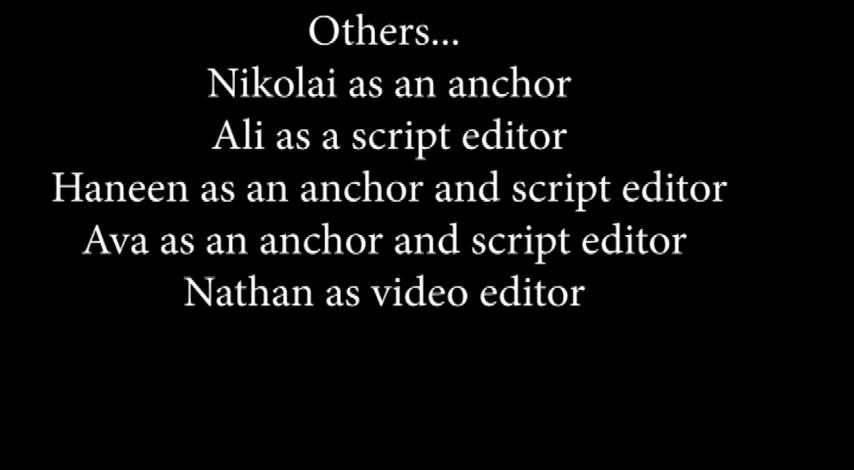 Others...
Nikolai as an anchor
Ali as a script editor
Haneen as an anchor and script editor
Ava as an anchor and script editor
Nathan as video editor